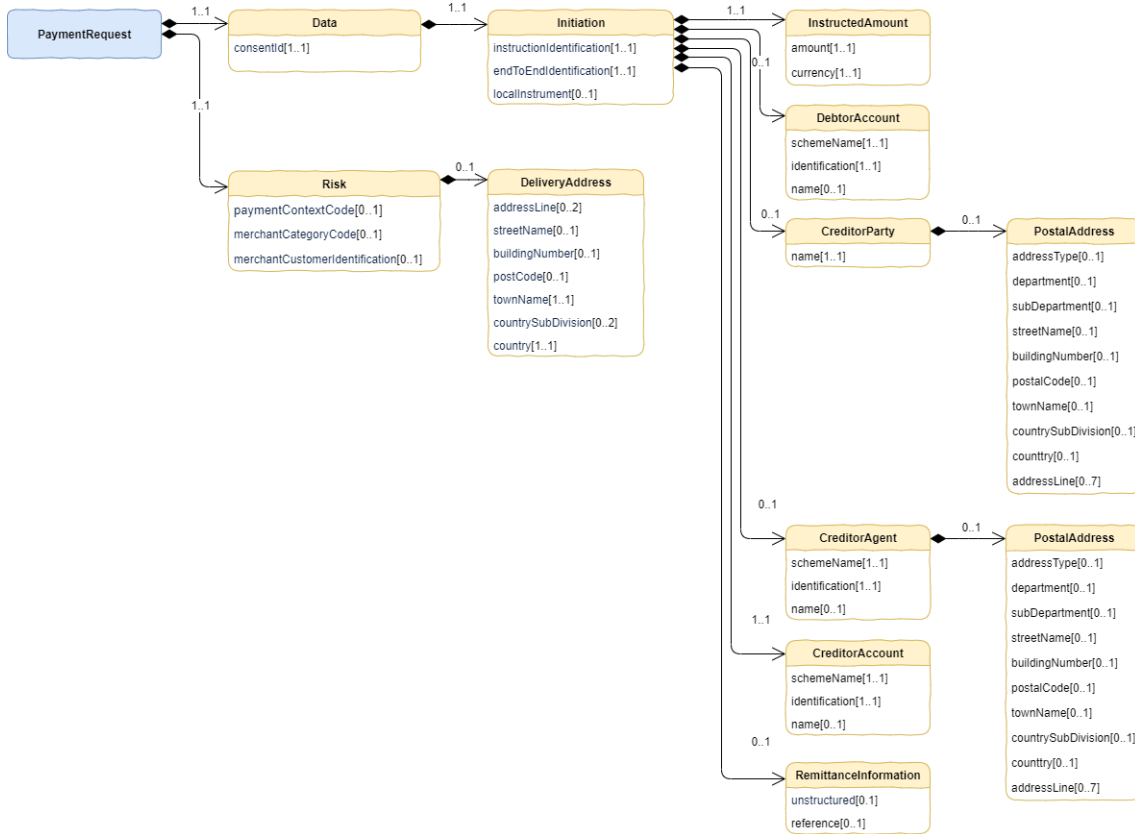 PaymentRequest
1..1
Data
consentId[1..1]
1..1
Initiation
instructionIdentification[1..1]
endToEndIdentification[1..1]
localInstrument[0..1]
1..1
InstructedAmount
amount[1..1]
currency[1..1]
0..1
DebtorAccount
schemeName[1..1]
identification[1..1]
name[0..1]
1..1
Risk
paymentContextCode[0..1]
merchantCategoryCode[0..1]
merchantCustomerIdentification[0..1]
0..1
DeliveryAddress
addressLine[0..2]
streetName[0..1]
buildingNumber[0..1]
postCode[0..1]
townName[1..1]
countrySubDivision[0..2]
country[1..1]
0..1
CreditorParty
name[1..1]
0..1
PostalAddress
addressType[0..1]
department[0..1]
subDepartment[0..1]
streetName[0..1]
buildingNumber[0..1]
postalCode[0..1]
townName[0..1]
countrySubDivision[0..1]
counttry[0..1]
addressLine[0..7]
0..1
CreditorAgent
schemeName[1..1]
identification[1..1]
name[0..1]
0..1
PostalAddress
addressType[0..1]
department[0..1]
subDepartment[0..1]
streetName[0..1]
buildingNumber[0..1]
postalCode[0..1]
townName[0..1]
countrySubDivision[0..1]
counttry[0..1]
addressLine[0..7]
1..1
CreditorAccount
schemeName[1..1]
identification[1..1]
name[0..1]
0..1
RemittanceInformation
unstructured[0.1]
reference[0..1]